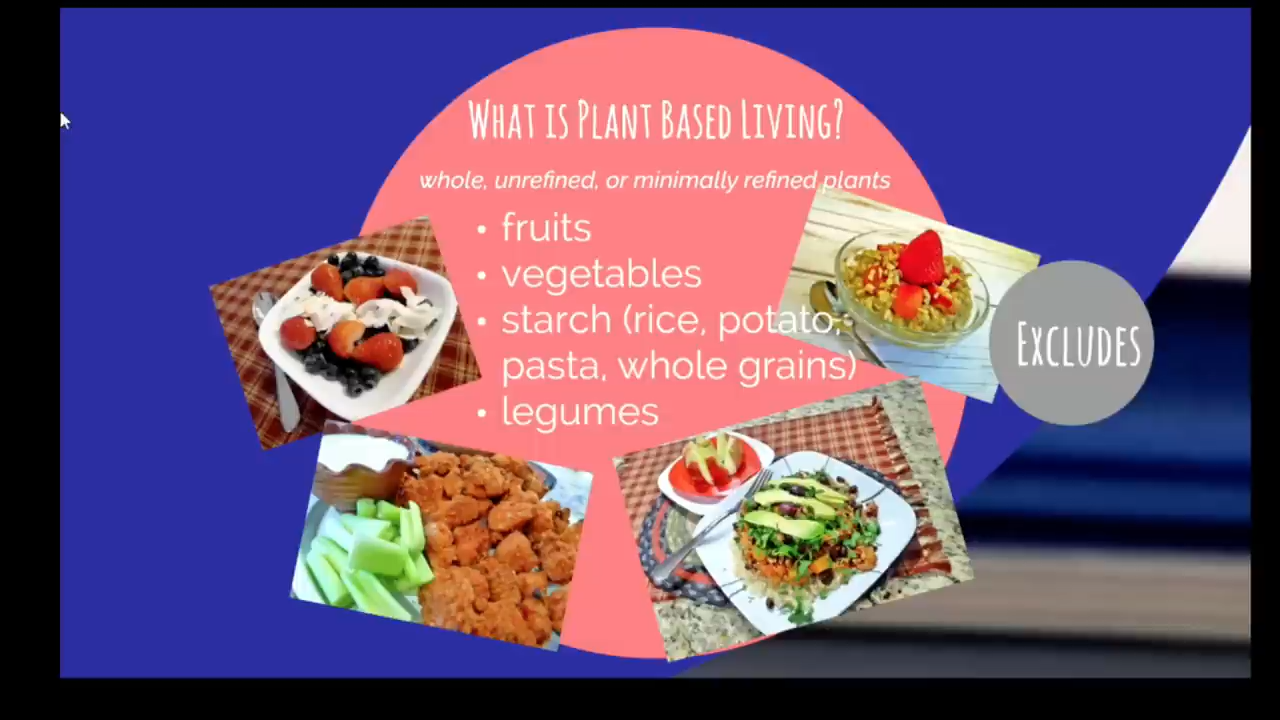 What is Plant Based Living?
whole, unrefined, or minimally refined plants
• fruits
• vegetables
• starch (rice, potato,
pasta, whole grains)
• legumes
Excludes